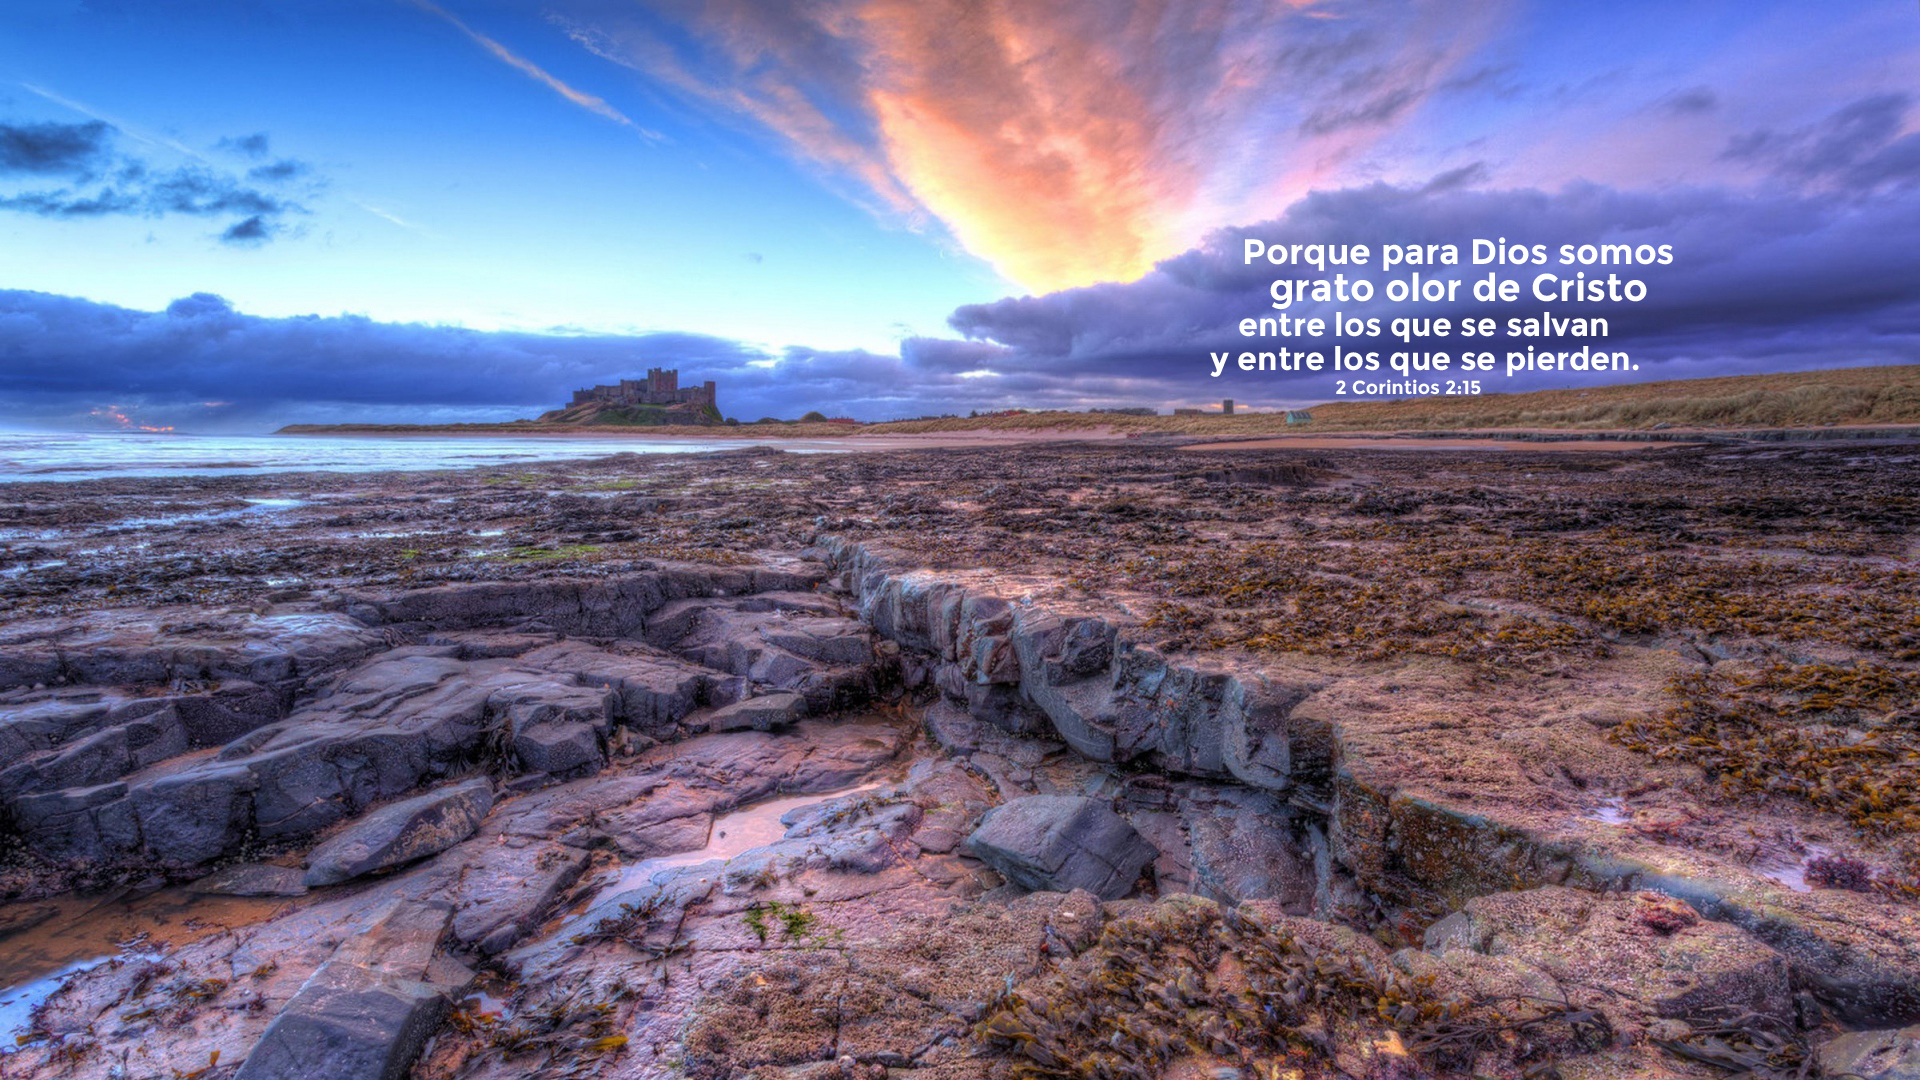 Porque para Dios somos
grato olor de Cristo
entre los que se salvan
y entre los que se pierden.
2 Corintios 2:15